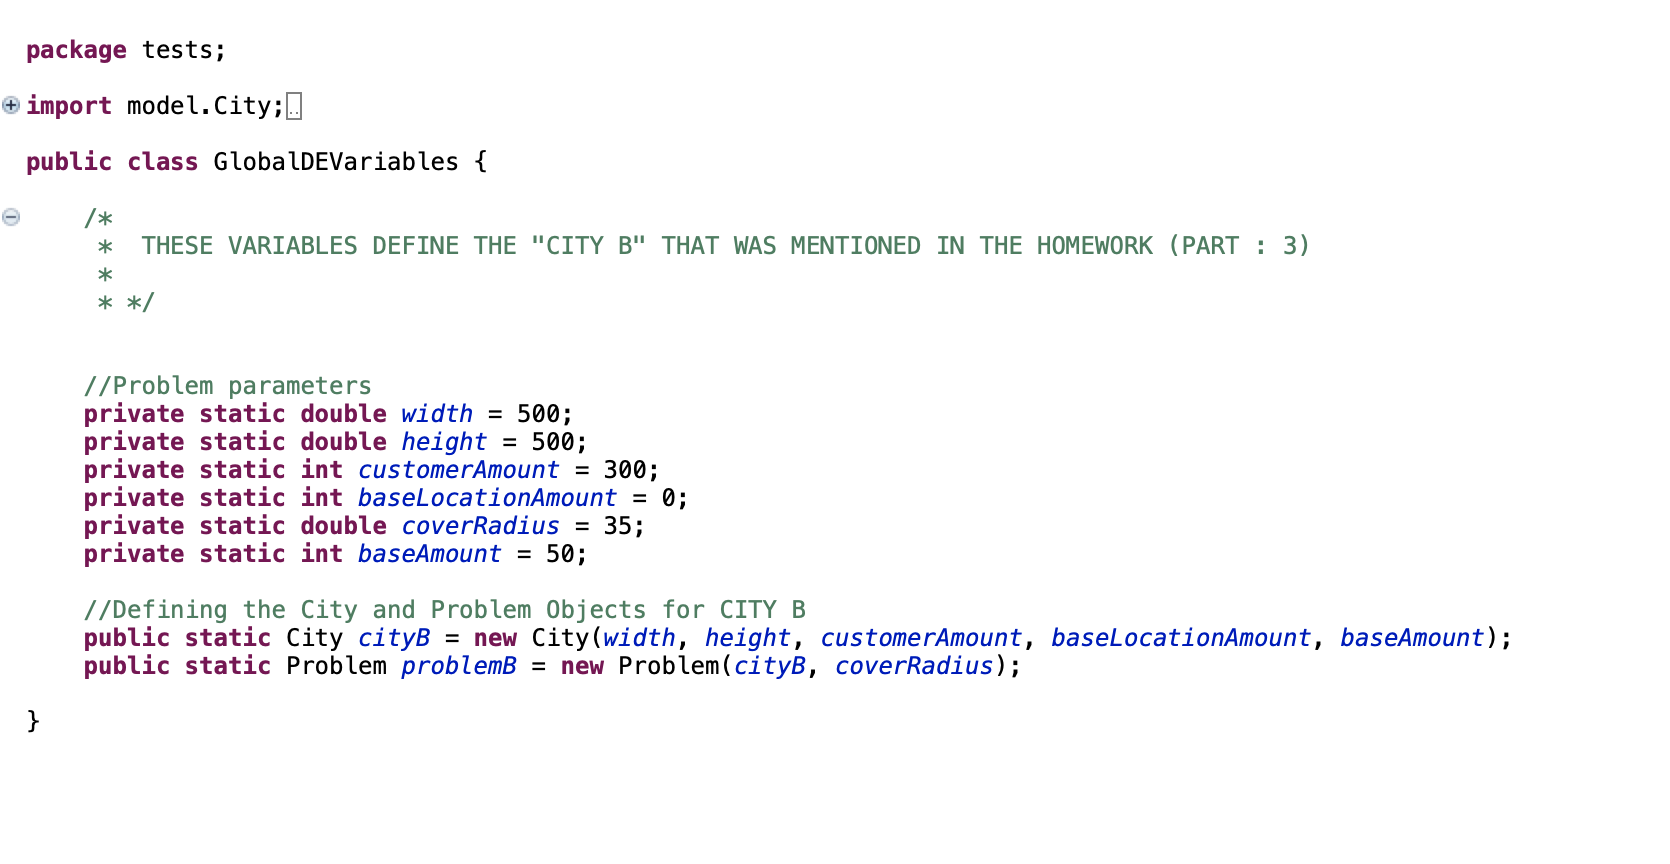 package tests;
import model.City;
public class GlobalDEVariables {
/*
* THESE VARIABLES DEFINE THE "CITY B" THAT WAS MENTIONED IN THE HOMEWORK (PART : 3)
*
* */
//Problem parameters
private static double width = 500;
private static double height = 500;
private static int customerAmount = 300;
private static int baseLocationAmount = 0;
private static double coverRadius = 35;
private static int baseAmount = 50;
//Defining the City and Problem Objects for CITY B
public static City cityB = new City(width, height, customerAmount, baseLocationAmount, baseAmount);
public static Problem problemB = new Problem(cityB, coverRadius);
}